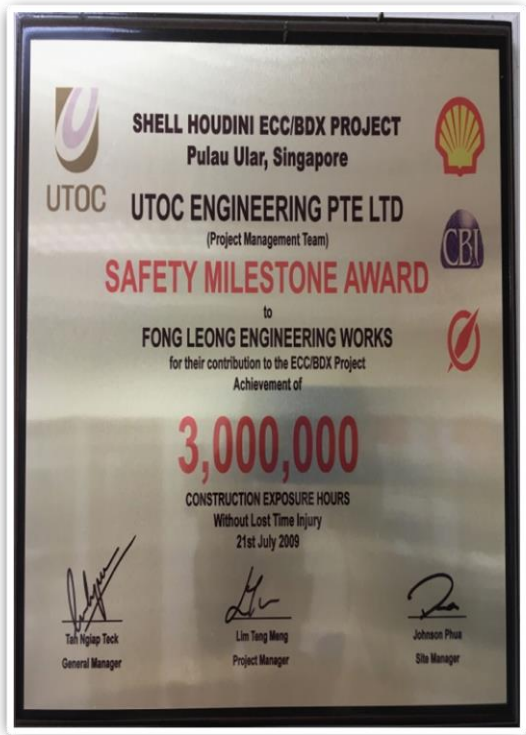 SHELL HOUDINI ECC/BDX PROJECT
Pulau Ular, Singapore
UTOC
UTOC ENGINEERING PTE LTD
(Project Management Team)
CBI
SAFETY MILESTONE AWARD
to
FONG LEONG ENGINEERING WORKS
for their contribution to the ECC/BDX Project
Achievement of
3,000,000
CONSTRUCTION EXPOSURE HOURS
Without Lost Time Injury
21st July 2009
Tan Ngiap Teck
General Manager
Lim Tang Meng
Project Manager
Johnson Phua
Site Manager